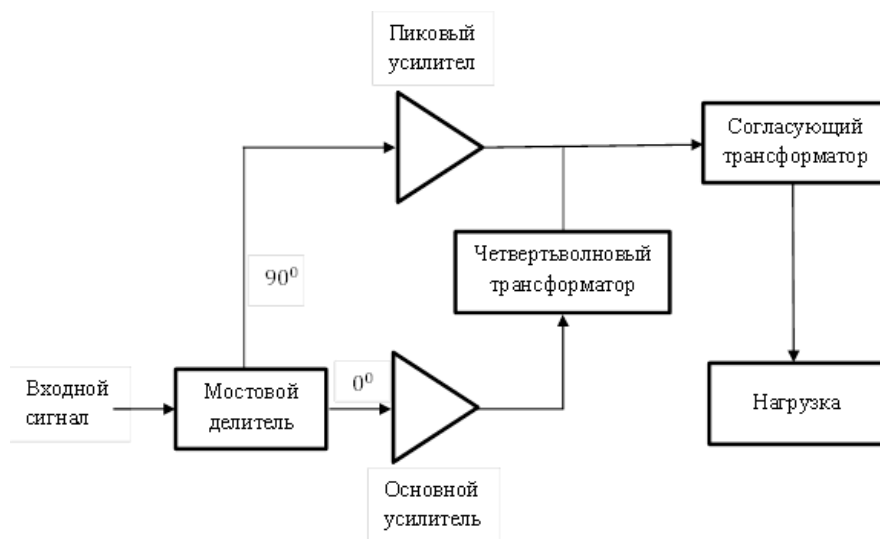 Пиковый
усилител
Согласующий
трансформатор
Четвертьволновый
трансформатор
90⁰
Входной
сигнал
Мостовой
делитель
0⁰
Нагрузка
Основной
усилитель